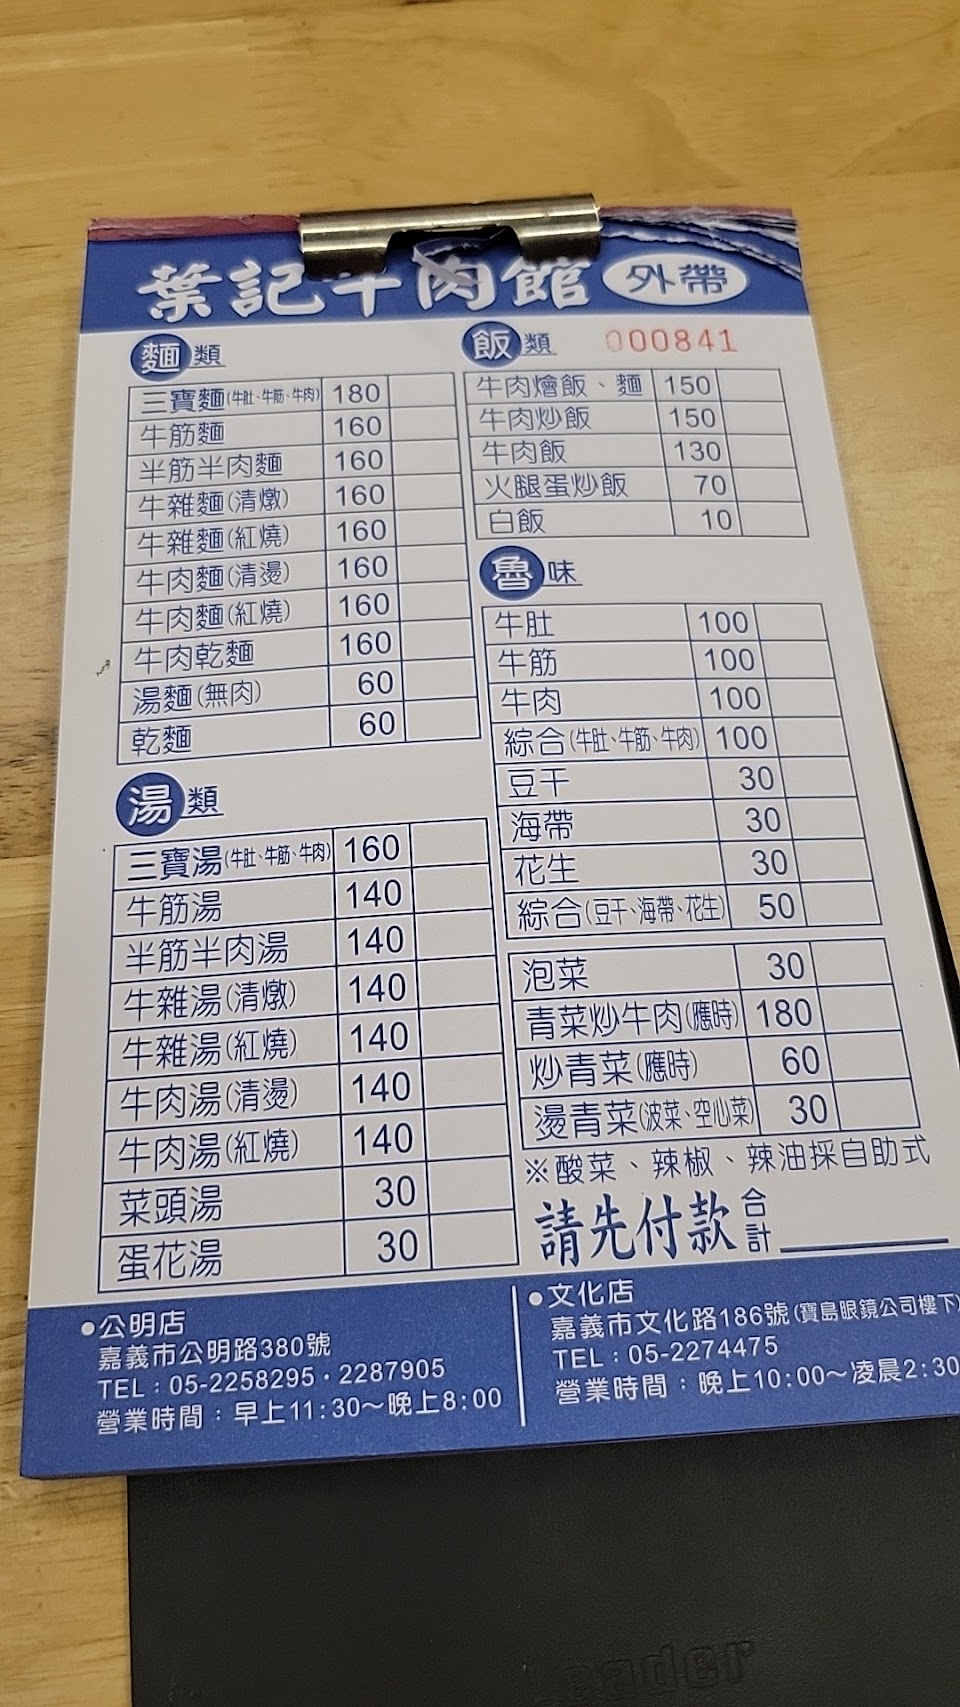 葉記牛肉館 外帶
麵類
三寶麵(牛肚、牛筋、牛肉) 180
牛筋麵 160
半筋半肉麵 160
牛雜麵(清燉) 160
牛雜麵(紅燒) 160
牛肉麵(清燙) 160
牛肉麵(紅燒) 160
牛肉乾麵 160
湯麵(無肉) 60
乾麵 60
湯類
三寶湯(牛肚、牛筋、牛肉) 160
牛筋湯 140
半筋半肉湯 140
牛雜湯(清燉) 140
牛雜湯(紅燒) 140
牛肉湯(清燙) 140
牛肉湯(紅燒) 140
菜頭湯 30
蛋花湯 30
飯類 000841
牛肉燴飯、麵 150
牛肉炒飯 150
牛肉飯 130
火腿蛋炒飯 70
白飯 10
魯味
牛肚 100
牛筋 100
牛肉 100
綜合(牛肚、牛筋、牛肉) 100
豆干 30
海帶 30
花生 30
綜合(豆干、海帶、花生) 50
泡菜 30
青菜炒牛肉(應時) 180
炒青菜(應時) 60
燙青菜(波菜、空心菜) 30
※酸菜、辣椒、辣油採自助式
請先付款 合計
●公明店
嘉義市公明路380號
TEL：05-2258295・2287905
營業時間：早上11:30～晚上8:00
●文化店
嘉義市文化路186號(寶島眼鏡公司樓下)
TEL：05-2274475
營業時間：晚上10:00～凌晨2:30